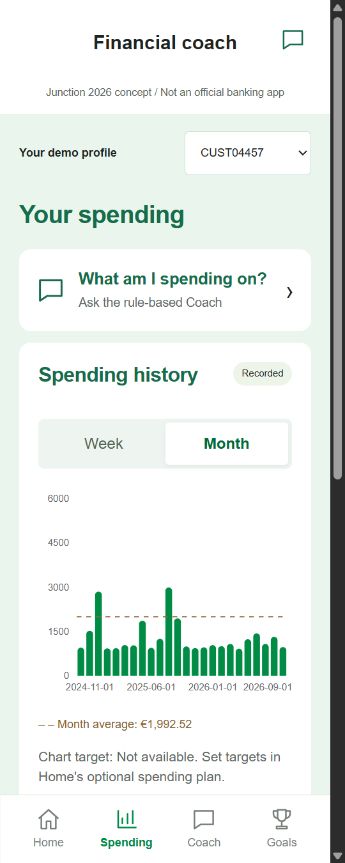 Financial coach
Junction 2026 concept / Not an official banking app
Your demo profile
CUST04457
Your spending
What am I spending on?
Ask the rule-based Coach
Spending history
Recorded
Week
Month
6000
4500
3000
1500
0
2024-11-01 2025-06-01 2026-01-01 2026-09-01
Month average: €1,992.52
Chart target: Not available. Set targets in
Home's optional spending plan.
Home
Spending
Coach
Goals